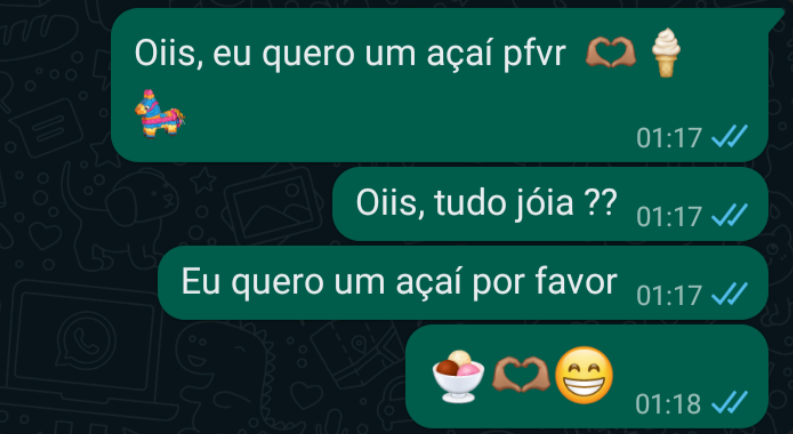 Oiis, eu quero um açaí pfvr 🫶🏽🍦
🪅
01:17
Oiis, tudo jóia ?? 01:17
Eu quero um açaí por favor 01:17
🍨🫶🏽😁 01:18